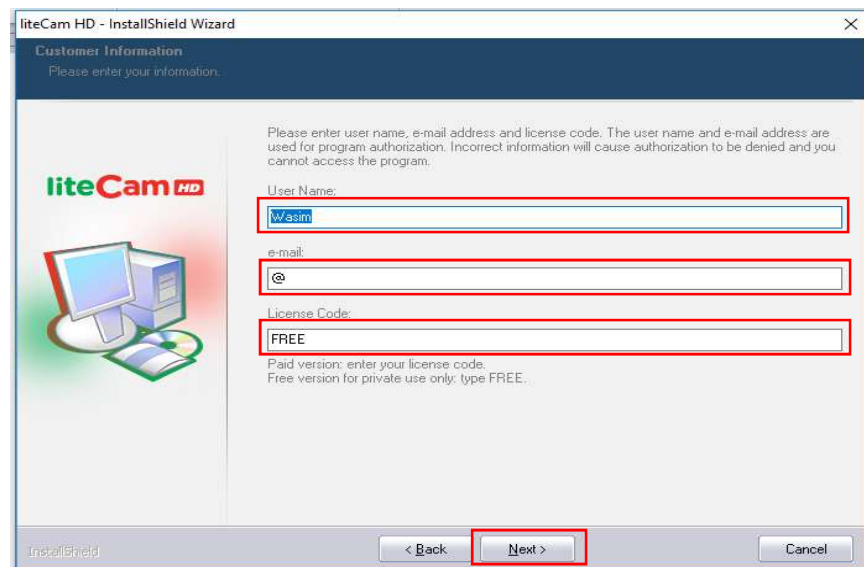 liteCam HD - InstallShield Wizard
Customer Information
Please enter your information.
Please enter user name, e-mail address and license code. The user name and e-mail address are
used for program authorization. Incorrect information will cause authorization to be denied and you
cannot access the program.
liteCam HD
User Name:
Wasim
e-mail:
@
License Code:
FREE
Paid version: enter your license code.
Free version for private use only: type FREE.
InstallShield
< Back
Next >
Cancel